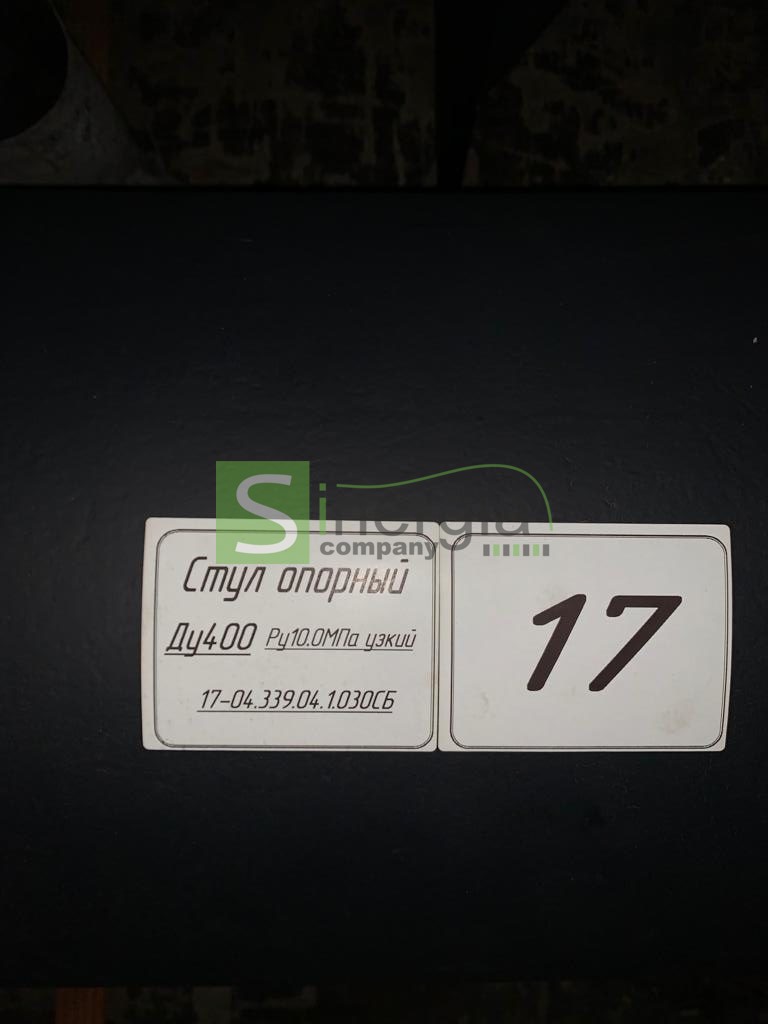 Sinergia
company
Стул опорный
Ду400 Ру10.0МПа узкий
17-04.339.04.1.030СБ
17